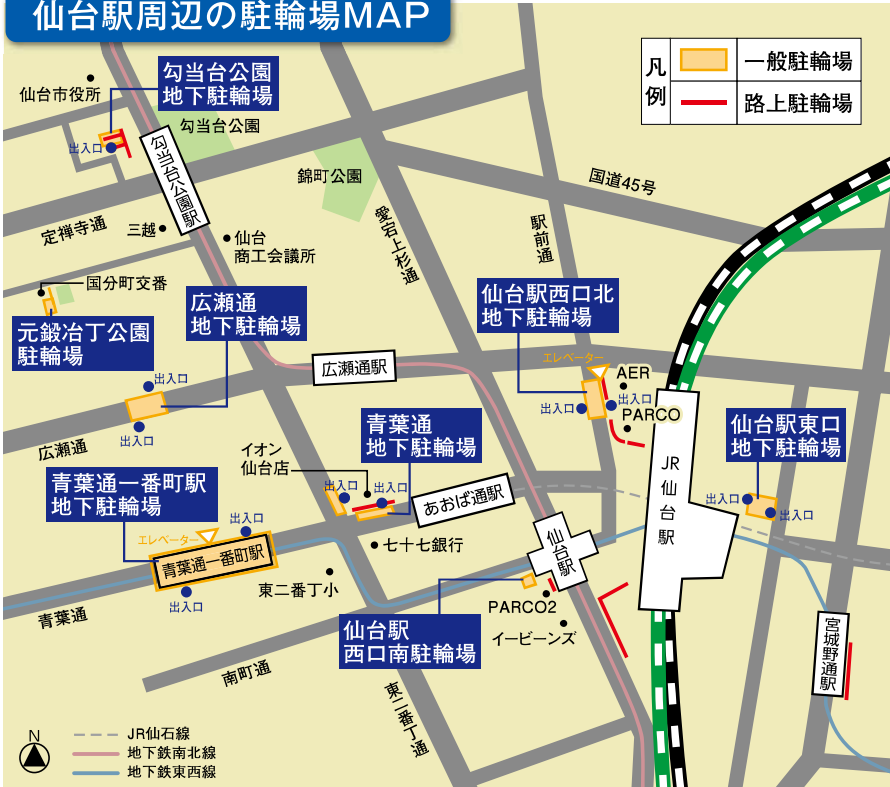 仙台駅周辺の駐輪場MAP
凡例
一般駐輪場
路上駐輪場
仙台市役所
勾当台公園
地下駐輪場
出入口
勾当台公園
勾当台公園駅
錦町公園
国道45号
定禅寺通
三越
仙台
商工会議所
愛宕上杉通
駅前通
国分町交番
元鍛冶丁公園
駐輪場
広瀬通
地下駐輪場
仙台駅西口北
地下駐輪場
広瀬通駅
エレベーター
AER
出入口
出入口
PARCO
出入口
出入口
広瀬通
イオン
仙台店
青葉通
地下駐輪場
仙台駅東口
地下駐輪場
JR仙台駅
青葉通一番町駅
地下駐輪場
出入口
出入口
あおば通駅
出入口
出入口
エレベーター
出入口
青葉通一番町駅
七十七銀行
仙台駅
東二番丁小
出入口
青葉通
PARCO2
イービーンズ
仙台駅
西口南駐輪場
南町通
東二番丁通
宮城野通駅
N
JR仙石線
地下鉄南北線
地下鉄東西線